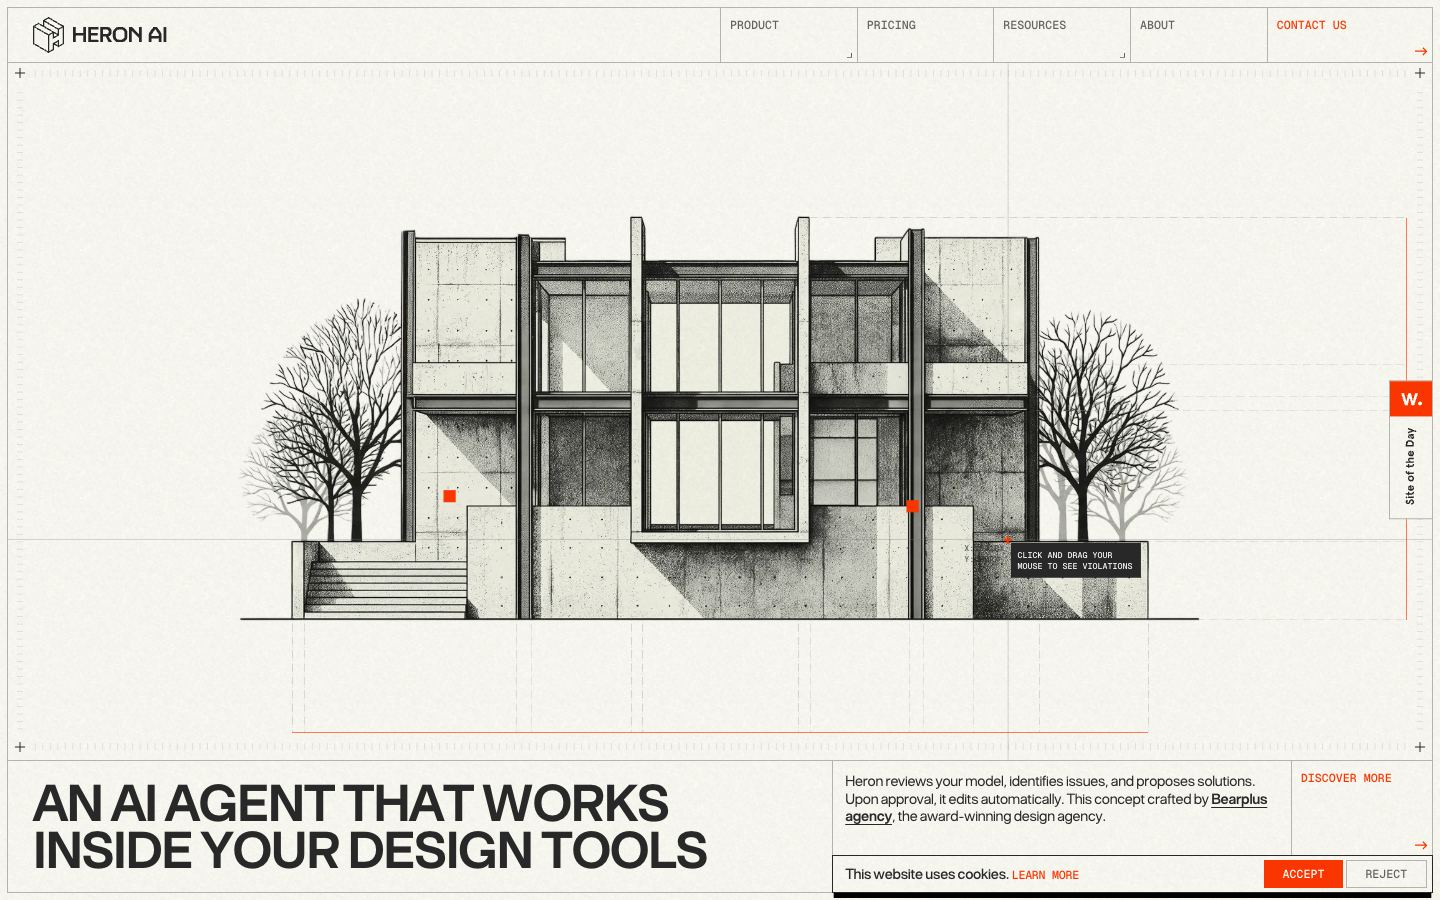 HERON AI
PRODUCT
PRICING
RESOURCES
ABOUT
CONTACT US
W.
Site of the Day
X
Y
CLICK AND DRAG YOUR
MOUSE TO SEE VIOLATIONS
AN AI AGENT THAT WORKS
INSIDE YOUR DESIGN TOOLS
Heron reviews your model, identifies issues, and proposes solutions.
Upon approval, it edits automatically. This concept crafted by Bearplus
agency, the award-winning design agency.
DISCOVER MORE
This website uses cookies. LEARN MORE
ACCEPT
REJECT